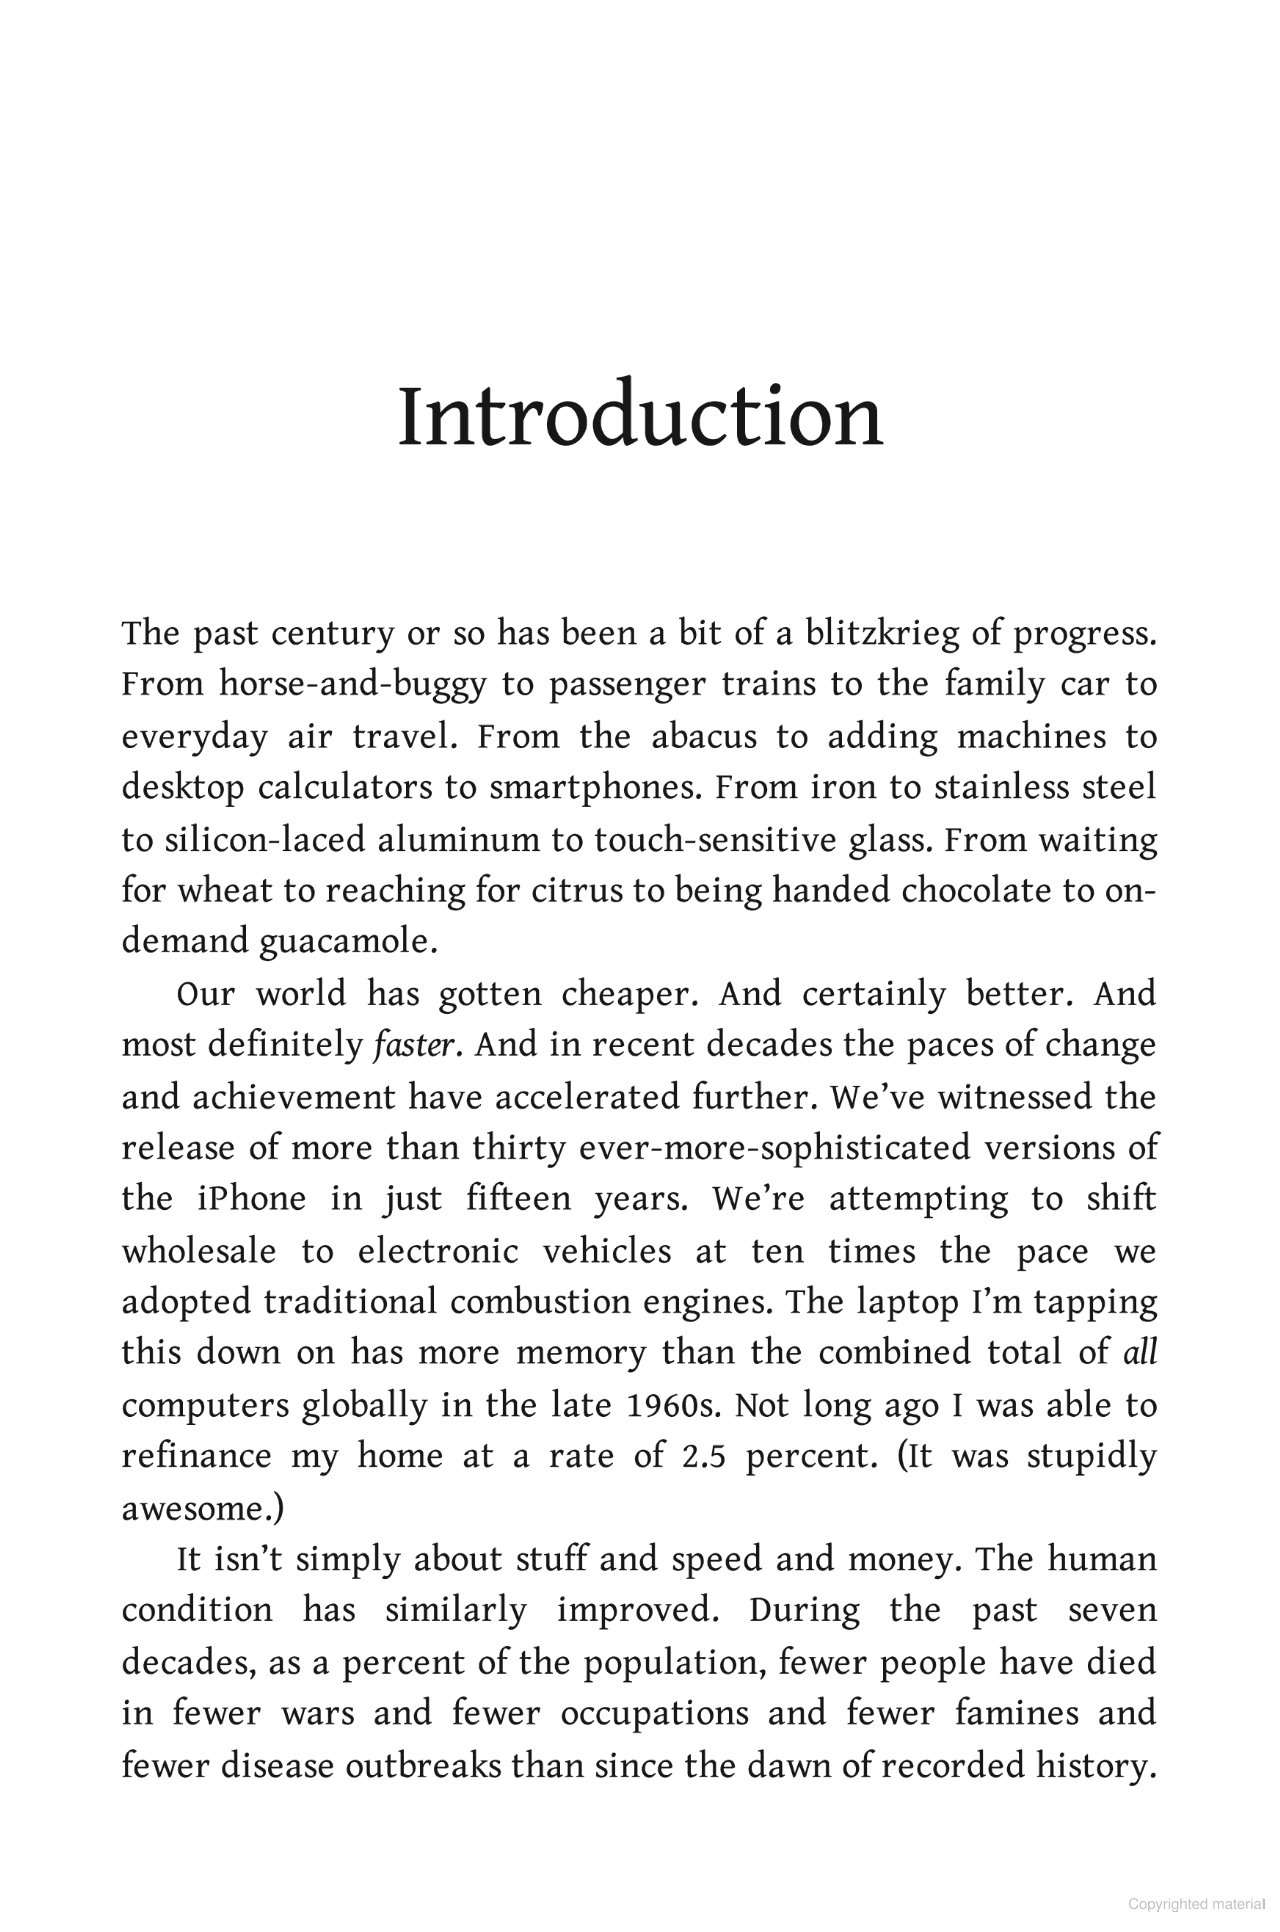 Introduction
The past century or so has been a bit of a blitzkrieg of progress.
From horse-and-buggy to passenger trains to the family car to
everyday air travel. From the abacus to adding machines to
desktop calculators to smartphones. From iron to stainless steel
to silicon-laced aluminum to touch-sensitive glass. From waiting
for wheat to reaching for citrus to being handed chocolate to on-
demand guacamole.
Our world has gotten cheaper. And certainly better. And
most definitely faster. And in recent decades the paces of change
and achievement have accelerated further. We’ve witnessed the
release of more than thirty ever-more-sophisticated versions of
the iPhone in just fifteen years. We’re attempting to shift
wholesale to electronic vehicles at ten times the pace we
adopted traditional combustion engines. The laptop I’m tapping
this down on has more memory than the combined total of all
computers globally in the late 1960s. Not long ago I was able to
refinance my home at a rate of 2.5 percent. (It was stupidly
awesome.)
It isn’t simply about stuff and speed and money. The human
condition has similarly improved. During the past seven
decades, as a percent of the population, fewer people have died
in fewer wars and fewer occupations and fewer famines and
fewer disease outbreaks than since the dawn of recorded history.
Copyrighted material